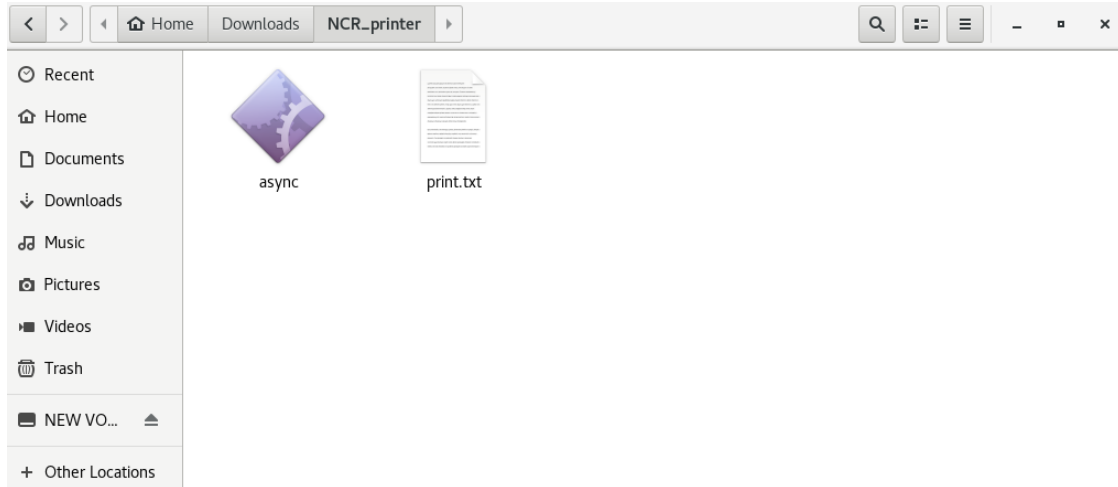 Home Downloads NCR_printer
Recent
Home
Documents
Downloads
Music
Pictures
Videos
Trash
NEW VO...
+ Other Locations
async
print.txt